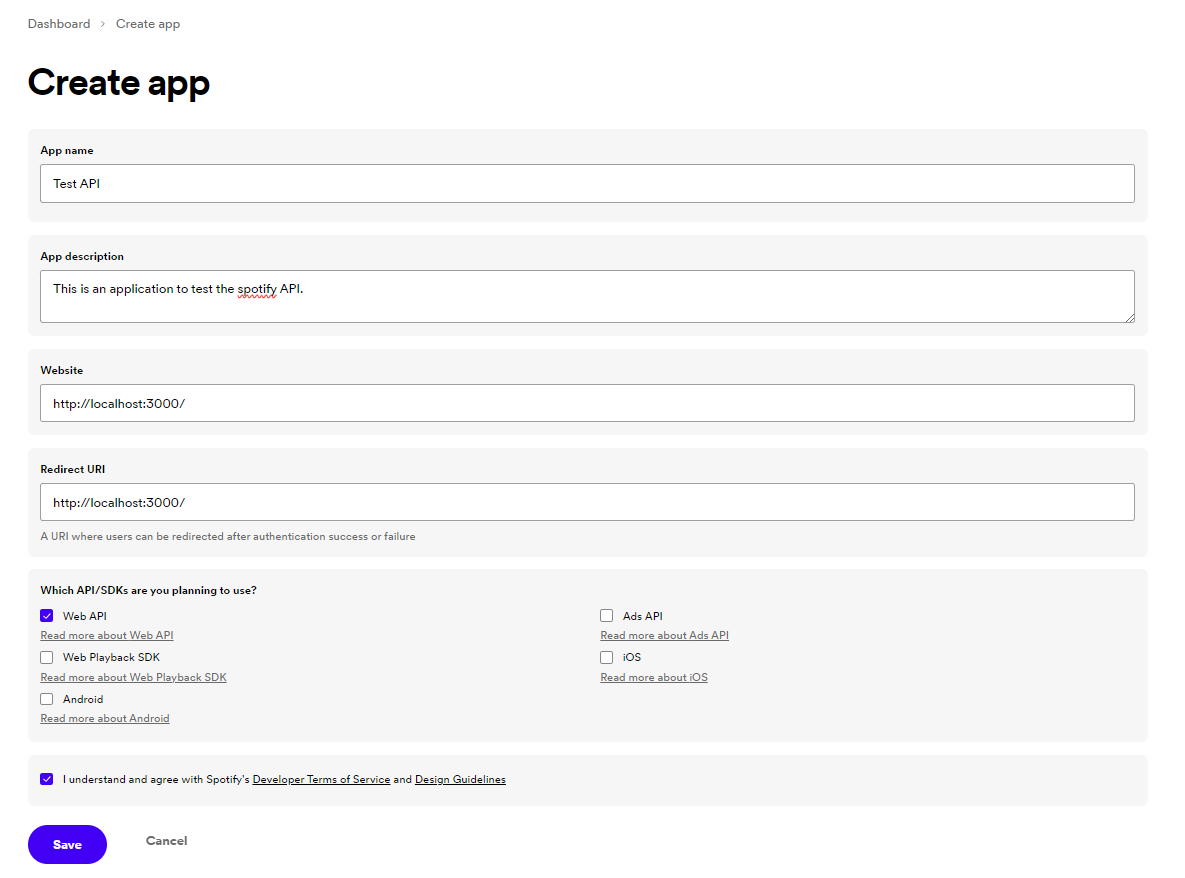 Dashboard > Create app
Create app
App name
Test API
App description
This is an application to test the spotify API.
Website
http://localhost:3000/
Redirect URI
http://localhost:3000/
A URI where users can be redirected after authentication success or failure
Which API/SDKs are you planning to use?
Web API
Read more about Web API
Web Playback SDK
Read more about Web Playback SDK
Android
Read more about Android
Ads API
Read more about Ads API
iOS
Read more about iOS
I understand and agree with Spotify's Developer Terms of Service and Design Guidelines
Save
Cancel